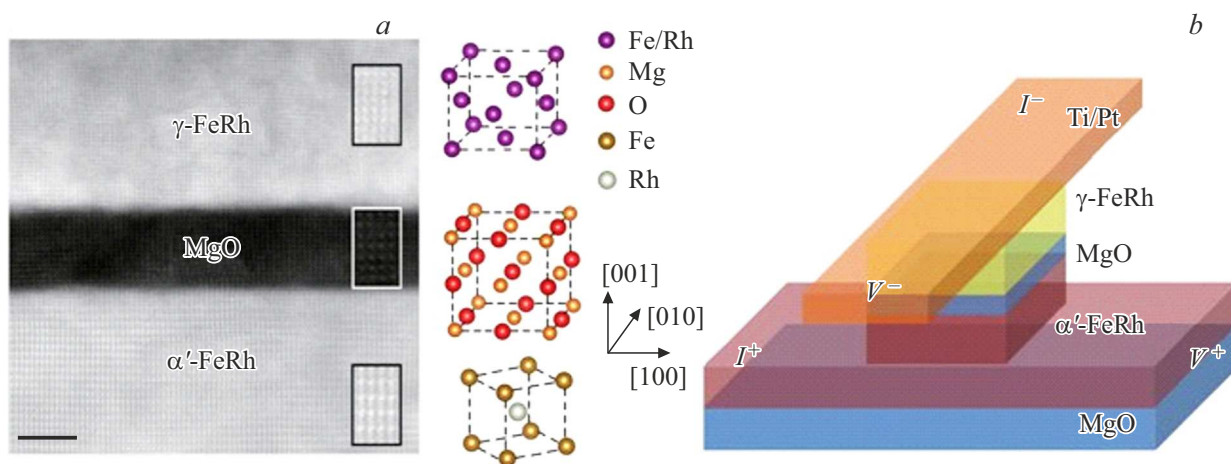 a
γ-FeRh
MgO
α′-FeRh
Fe/Rh
Mg
O
Fe
Rh
[001]
[010]
[100]
b
I⁻
Ti/Pt
γ-FeRh
MgO
V⁻
α′-FeRh
I⁺
V⁺
MgO